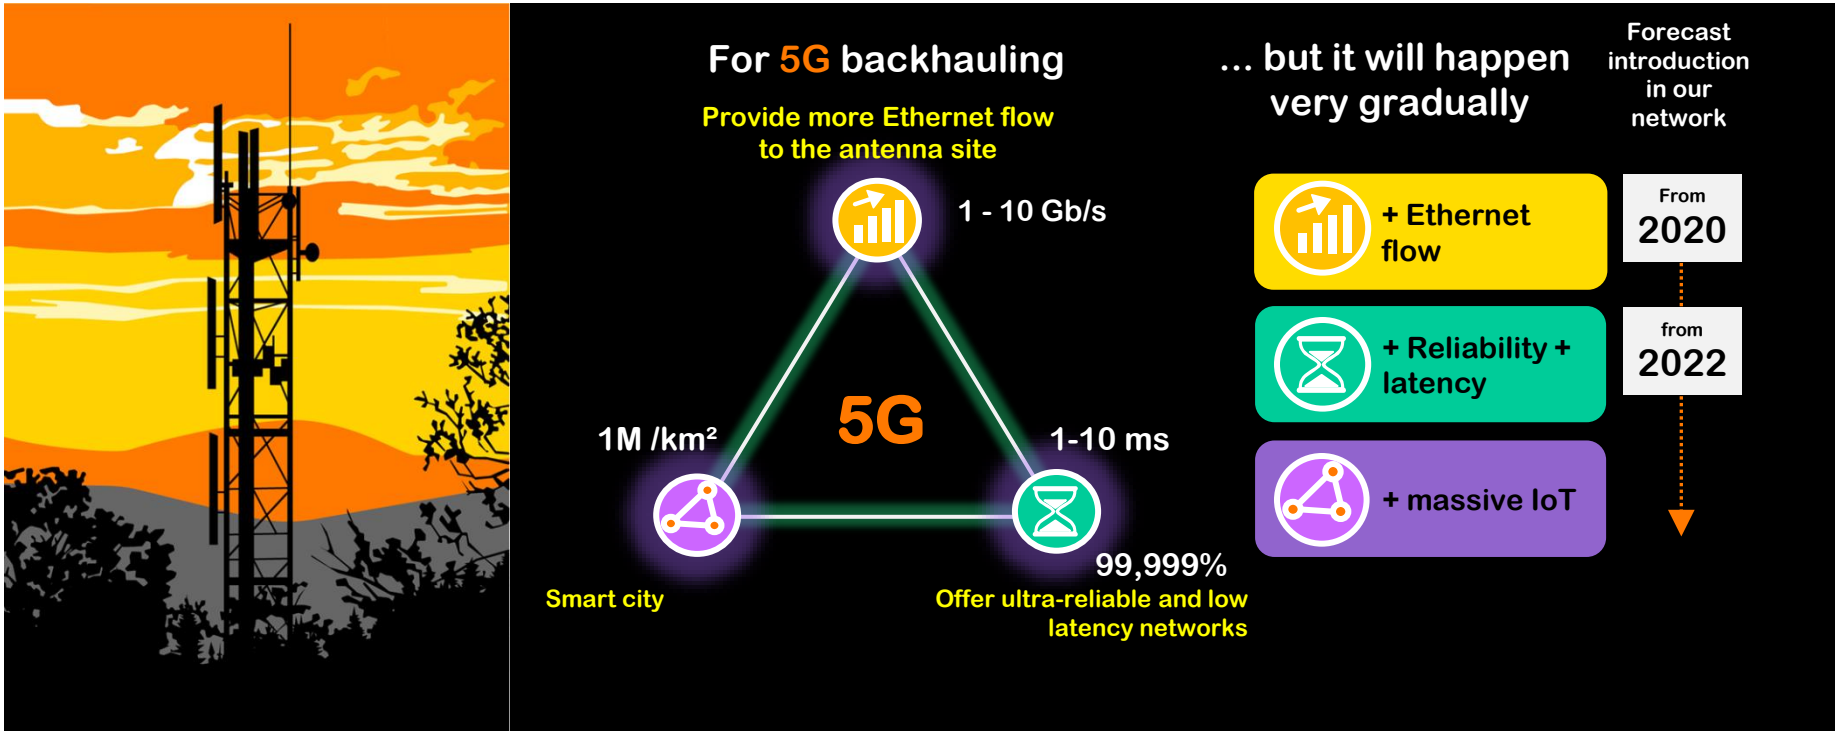 For 5G backhauling
Provide more Ethernet flow
to the antenna site
1 - 10 Gb/s
5G
1M /km²
1-10 ms
99,999%
Smart city
Offer ultra-reliable and low
latency networks
... but it will happen
very gradually
Forecast
introduction
in our
network
+ Ethernet
flow
From
2020
+ Reliability +
latency
from
2022
+ massive IoT